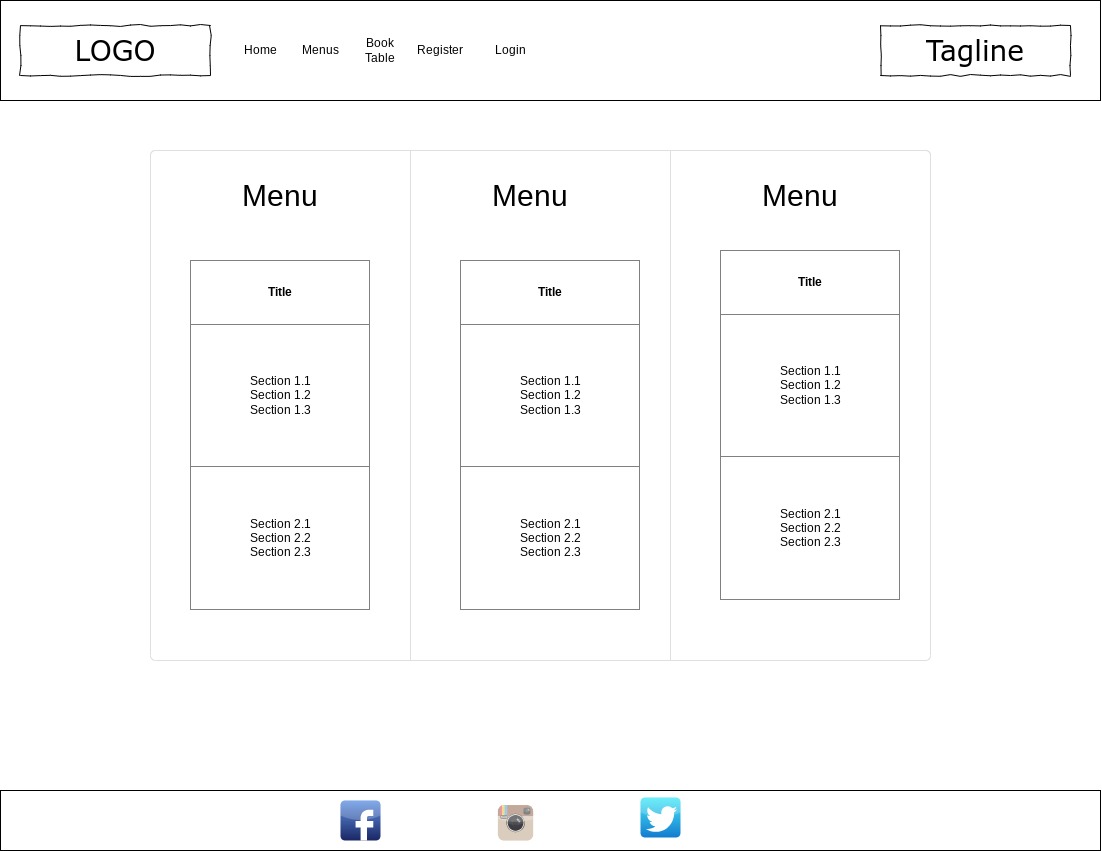 LOGO
Home
Menus
Book
Table
Register
Login
Tagline
Menu
Title
Section 1.1
Section 1.2
Section 1.3
Section 2.1
Section 2.2
Section 2.3
Menu
Title
Section 1.1
Section 1.2
Section 1.3
Section 2.1
Section 2.2
Section 2.3
Menu
Title
Section 1.1
Section 1.2
Section 1.3
Section 2.1
Section 2.2
Section 2.3